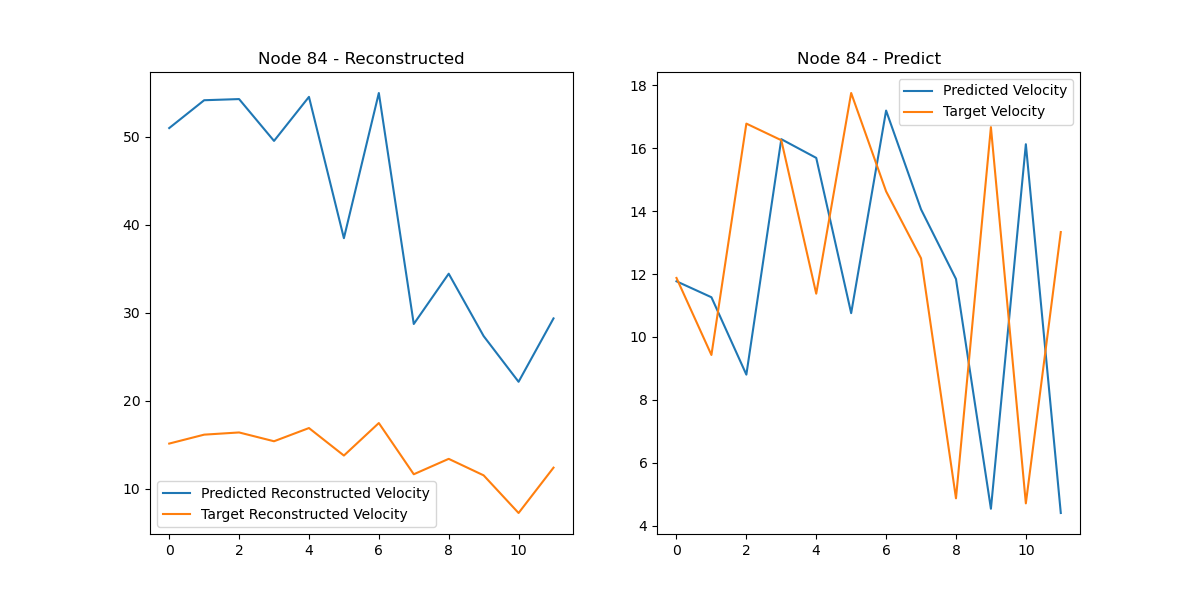 Node 84 - Reconstructed
50
40
30
20
10
Predicted Reconstructed Velocity
Target Reconstructed Velocity
0 2 4 6 8 10
Node 84 - Predict
18
16
14
12
10
8
6
4
Predicted Velocity
Target Velocity
0 2 4 6 8 10